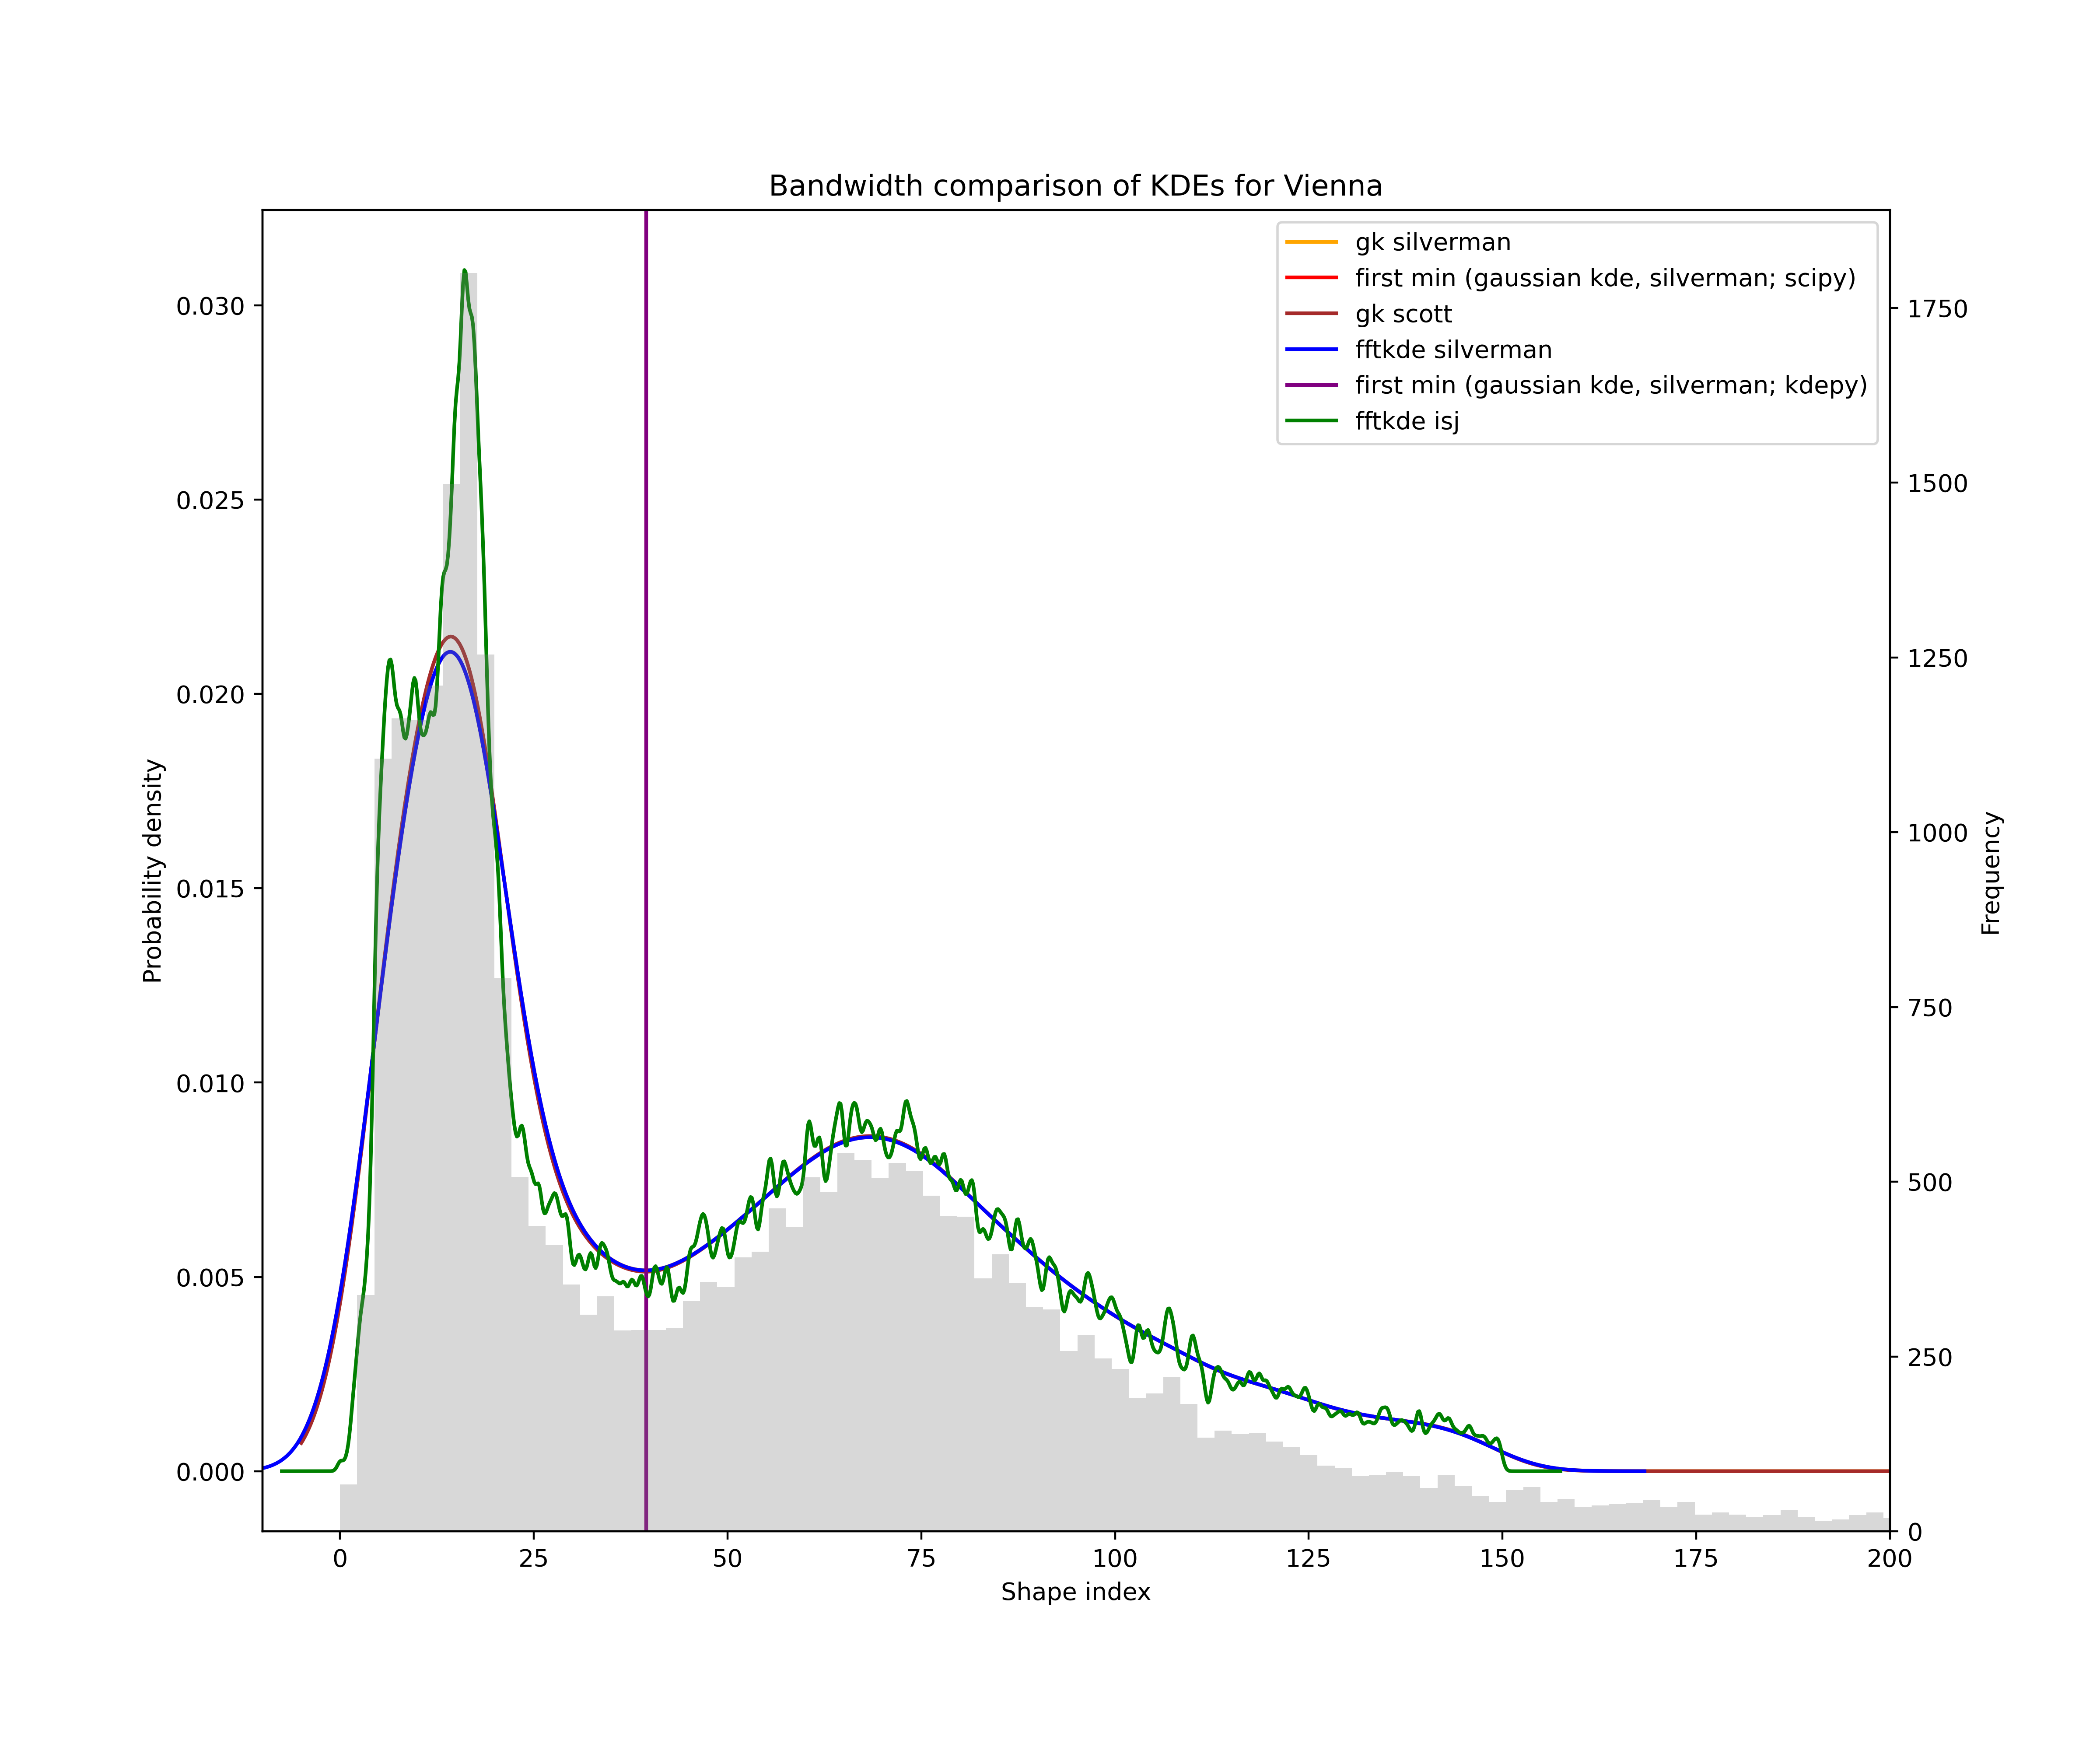 Bandwidth comparison of KDEs for Vienna
gk silverman
first min (gaussian kde, silverman; scipy)
gk scott
fftkde silverman
first min (gaussian kde, silverman; kdepy)
fftkde isj
0.030
0.025
0.020
0.015
0.010
0.005
0.000
Probability density
1750
1500
1250
1000
750
500
250
0
Frequency
0 25 50 75 100 125 150 175 200
Shape index